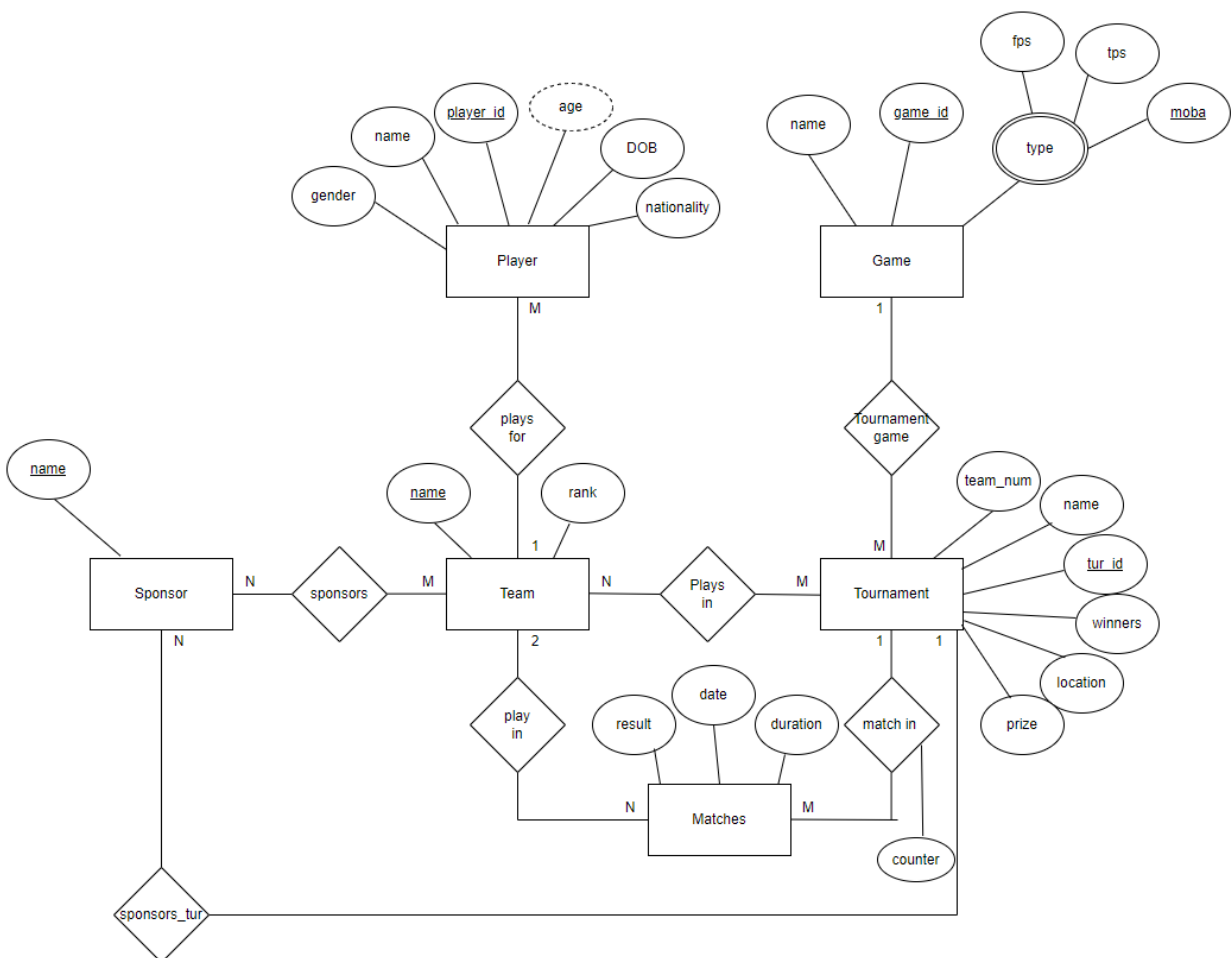 fps
tps
player_id
age
game_id
moba
name
name
DOB
type
gender
nationality
Player
Game
M
1
plays
for
Tournament
game
name
name
rank
team_num
name
1
M
tur_id
N
M
N
M
Sponsor
sponsors
Team
Plays
in
Tournament
winners
N
2
1
1
location
date
play
in
result
duration
match in
prize
N
M
Matches
counter
sponsors_tur